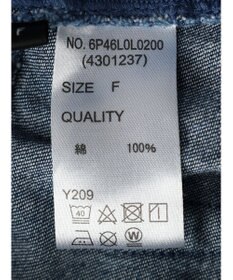 F
NO. 6P46L0L0200
(4301237)
SIZE F
QUALITY
綿 100%
Y209
40
W